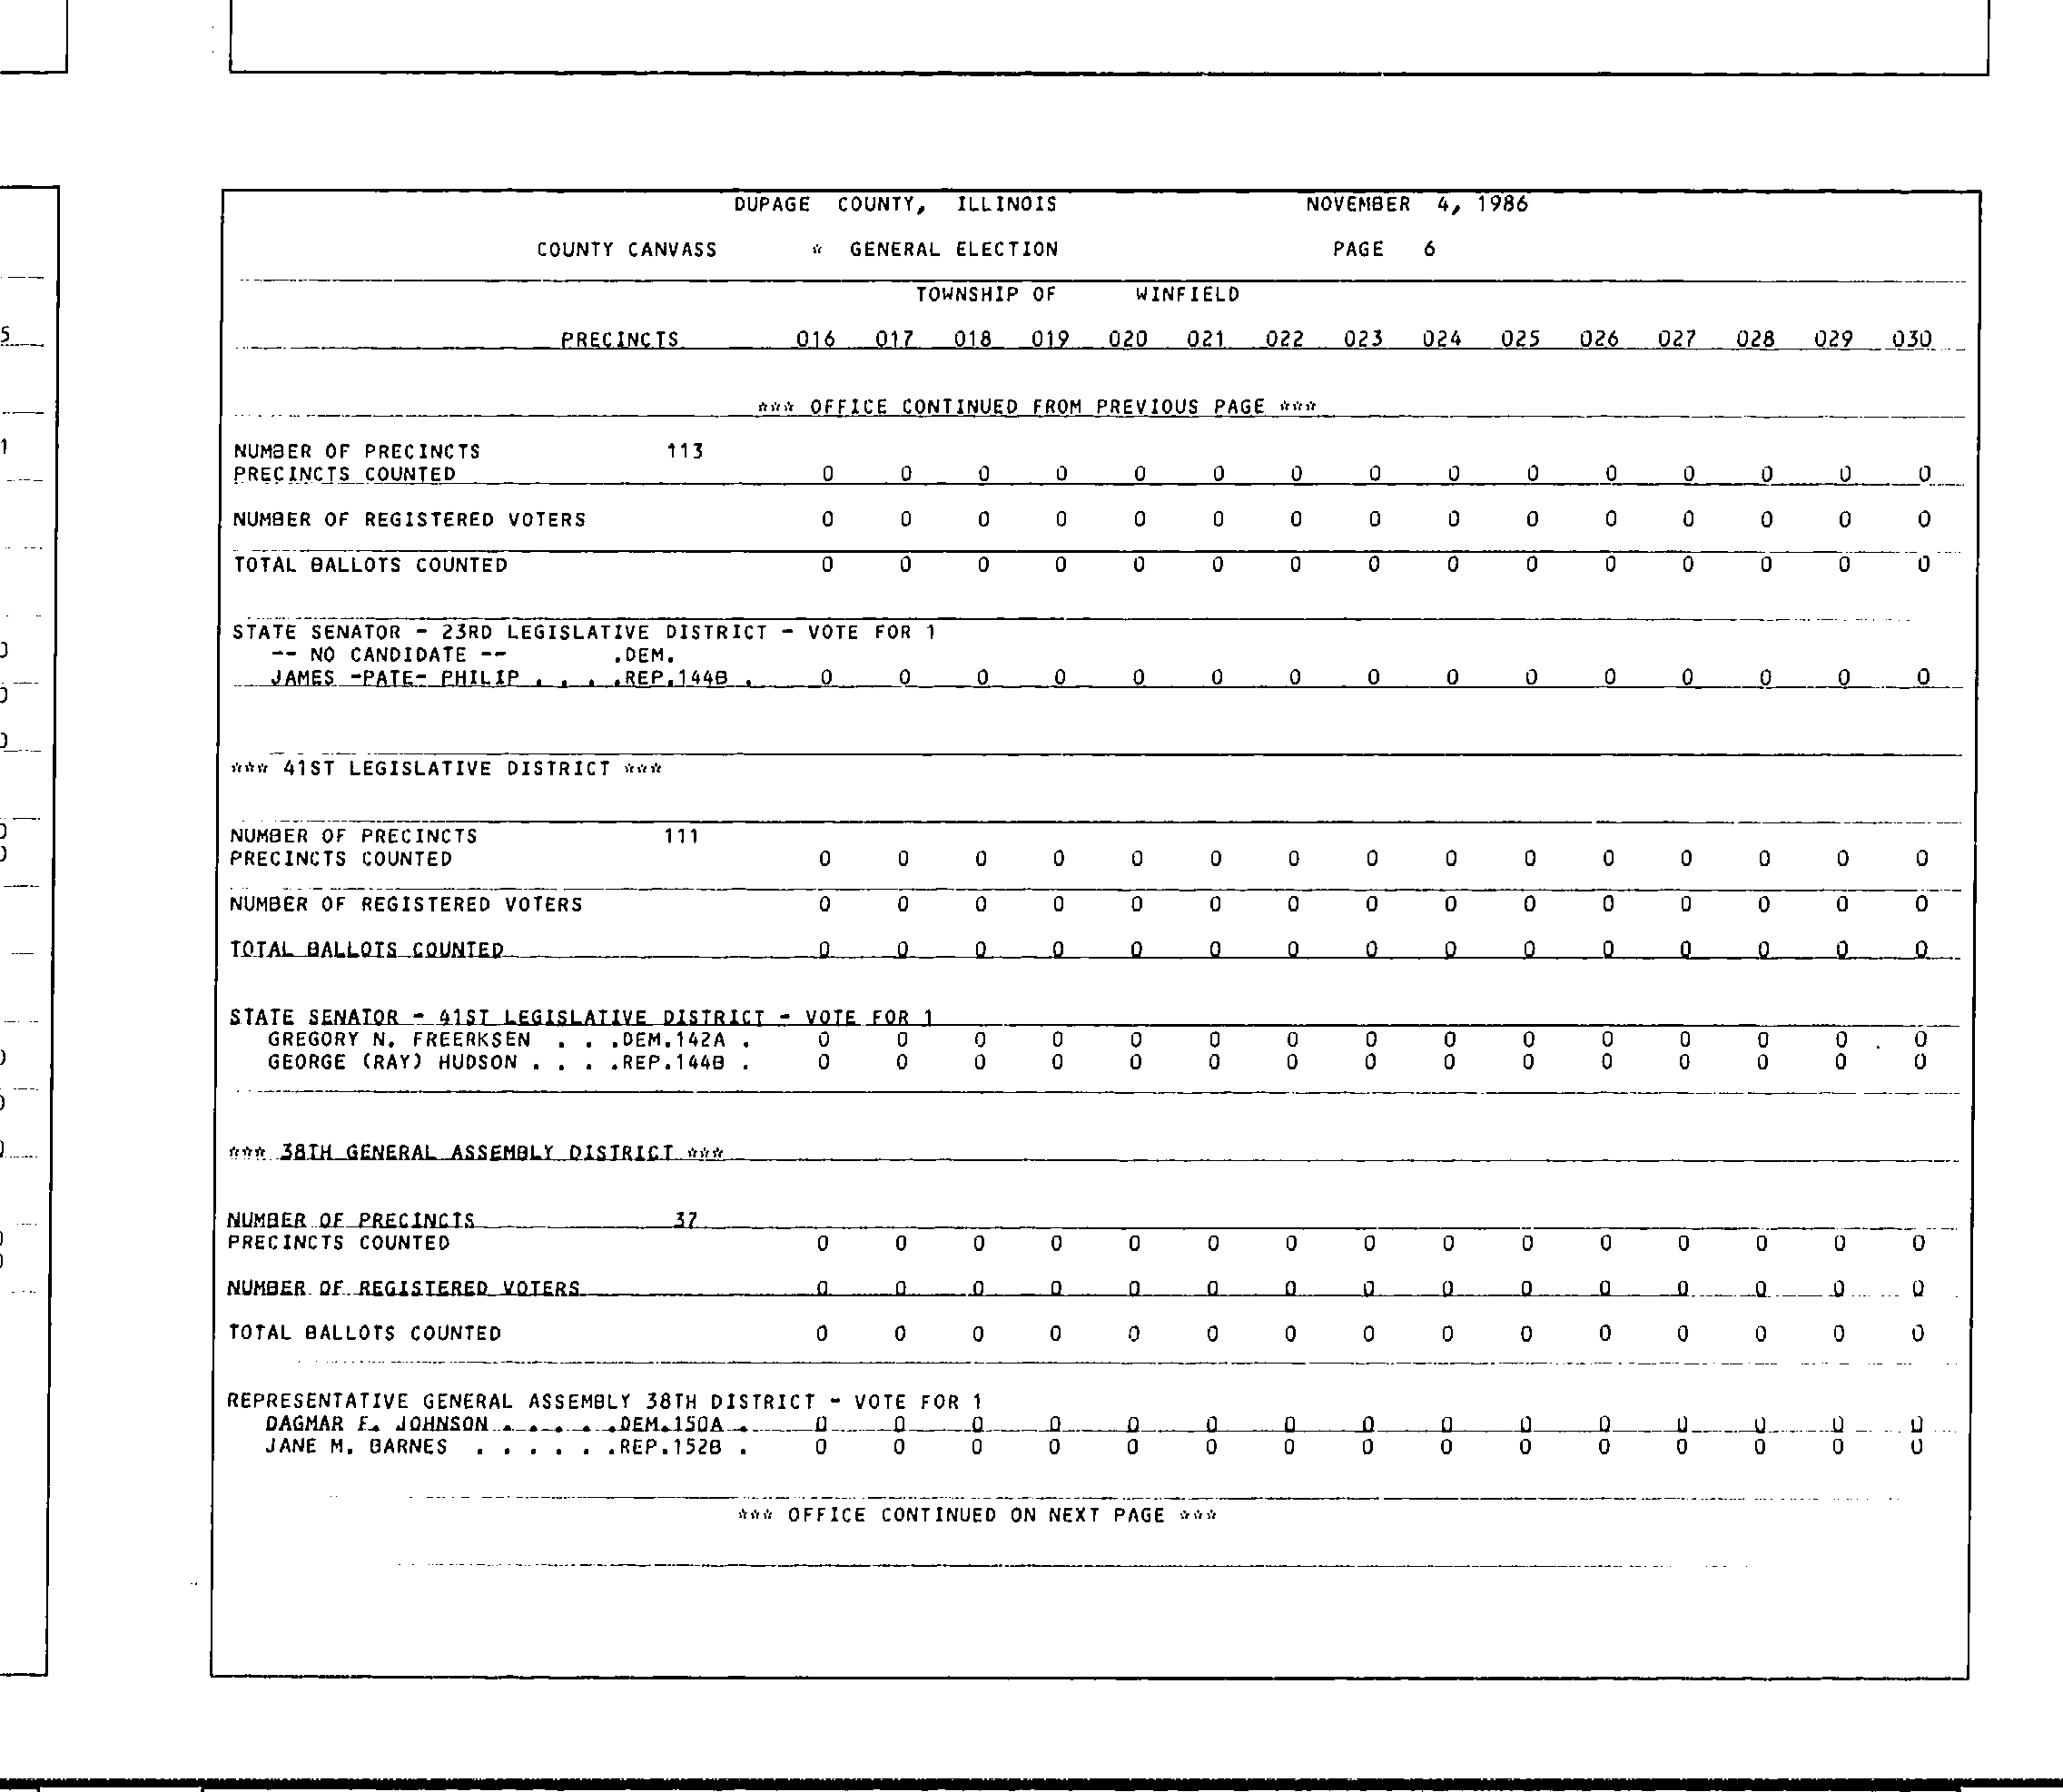 DUPAGE COUNTY, ILLINOIS NOVEMBER 4, 1986
COUNTY CANVASS * GENERAL ELECTION PAGE 6
TOWNSHIP OF WINFIELD
PRECINCTS 016 017 018 019 020 021 022 023 024 025 026 027 028 029 030
*** OFFICE CONTINUED FROM PREVIOUS PAGE ***
NUMBER OF PRECINCTS 113
PRECINCTS COUNTED 0 0 0 0 0 0 0 0 0 0 0 0 0 0 0
NUMBER OF REGISTERED VOTERS 0 0 0 0 0 0 0 0 0 0 0 0 0 0 0
TOTAL BALLOTS COUNTED 0 0 0 0 0 0 0 0 0 0 0 0 0 0 0
STATE SENATOR - 23RD LEGISLATIVE DISTRICT - VOTE FOR 1
-- NO CANDIDATE -- .DEM.
JAMES -PATE- PHILIP . . . .REP.144B . 0 0 0 0 0 0 0 0 0 0 0 0 0 0 0
*** 41ST LEGISLATIVE DISTRICT ***
NUMBER OF PRECINCTS 111
PRECINCTS COUNTED 0 0 0 0 0 0 0 0 0 0 0 0 0 0 0
NUMBER OF REGISTERED VOTERS 0 0 0 0 0 0 0 0 0 0 0 0 0 0 0
TOTAL BALLOTS COUNTED 0 0 0 0 0 0 0 0 0 0 0 0 0 0 0
STATE SENATOR - 41ST LEGISLATIVE DISTRICT - VOTE FOR 1
GREGORY N. FREERKSEN . . .DEM.142A . 0 0 0 0 0 0 0 0 0 0 0 0 0 0 0
GEORGE (RAY) HUDSON . . . .REP.144B . 0 0 0 0 0 0 0 0 0 0 0 0 0 0 0
*** 38TH GENERAL ASSEMBLY DISTRICT ***
NUMBER OF PRECINCTS 37
PRECINCTS COUNTED 0 0 0 0 0 0 0 0 0 0 0 0 0 0 0
NUMBER OF REGISTERED VOTERS 0 0 0 0 0 0 0 0 0 0 0 0 0 0 0
TOTAL BALLOTS COUNTED 0 0 0 0 0 0 0 0 0 0 0 0 0 0 0
REPRESENTATIVE GENERAL ASSEMBLY 38TH DISTRICT - VOTE FOR 1
DAGMAR F. JOHNSON . . . . .DEM.150A . 0 0 0 0 0 0 0 0 0 0 0 0 0 0 0
JANE M. BARNES . . . . . .REP.152B . 0 0 0 0 0 0 0 0 0 0 0 0 0 0 0
*** OFFICE CONTINUED ON NEXT PAGE ***